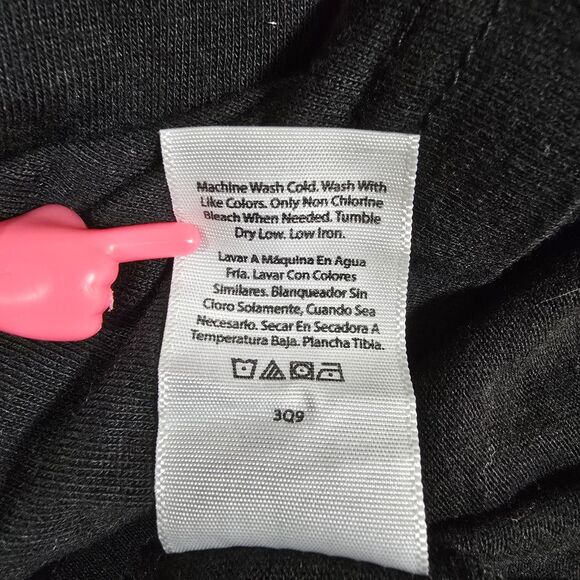 Machine Wash Cold. Wash With
Like Colors. Only Non Chlorine
Bleach When Needed. Tumble
Dry Low. Low Iron.
Lavar A Máquina En Agua
Fría. Lavar Con Colores
Similares. Blanqueador Sin
Cloro Solamente, Cuando Sea
Necesario. Secar En Secadora A
Temperatura Baja. Plancha Tibia.
3Q9